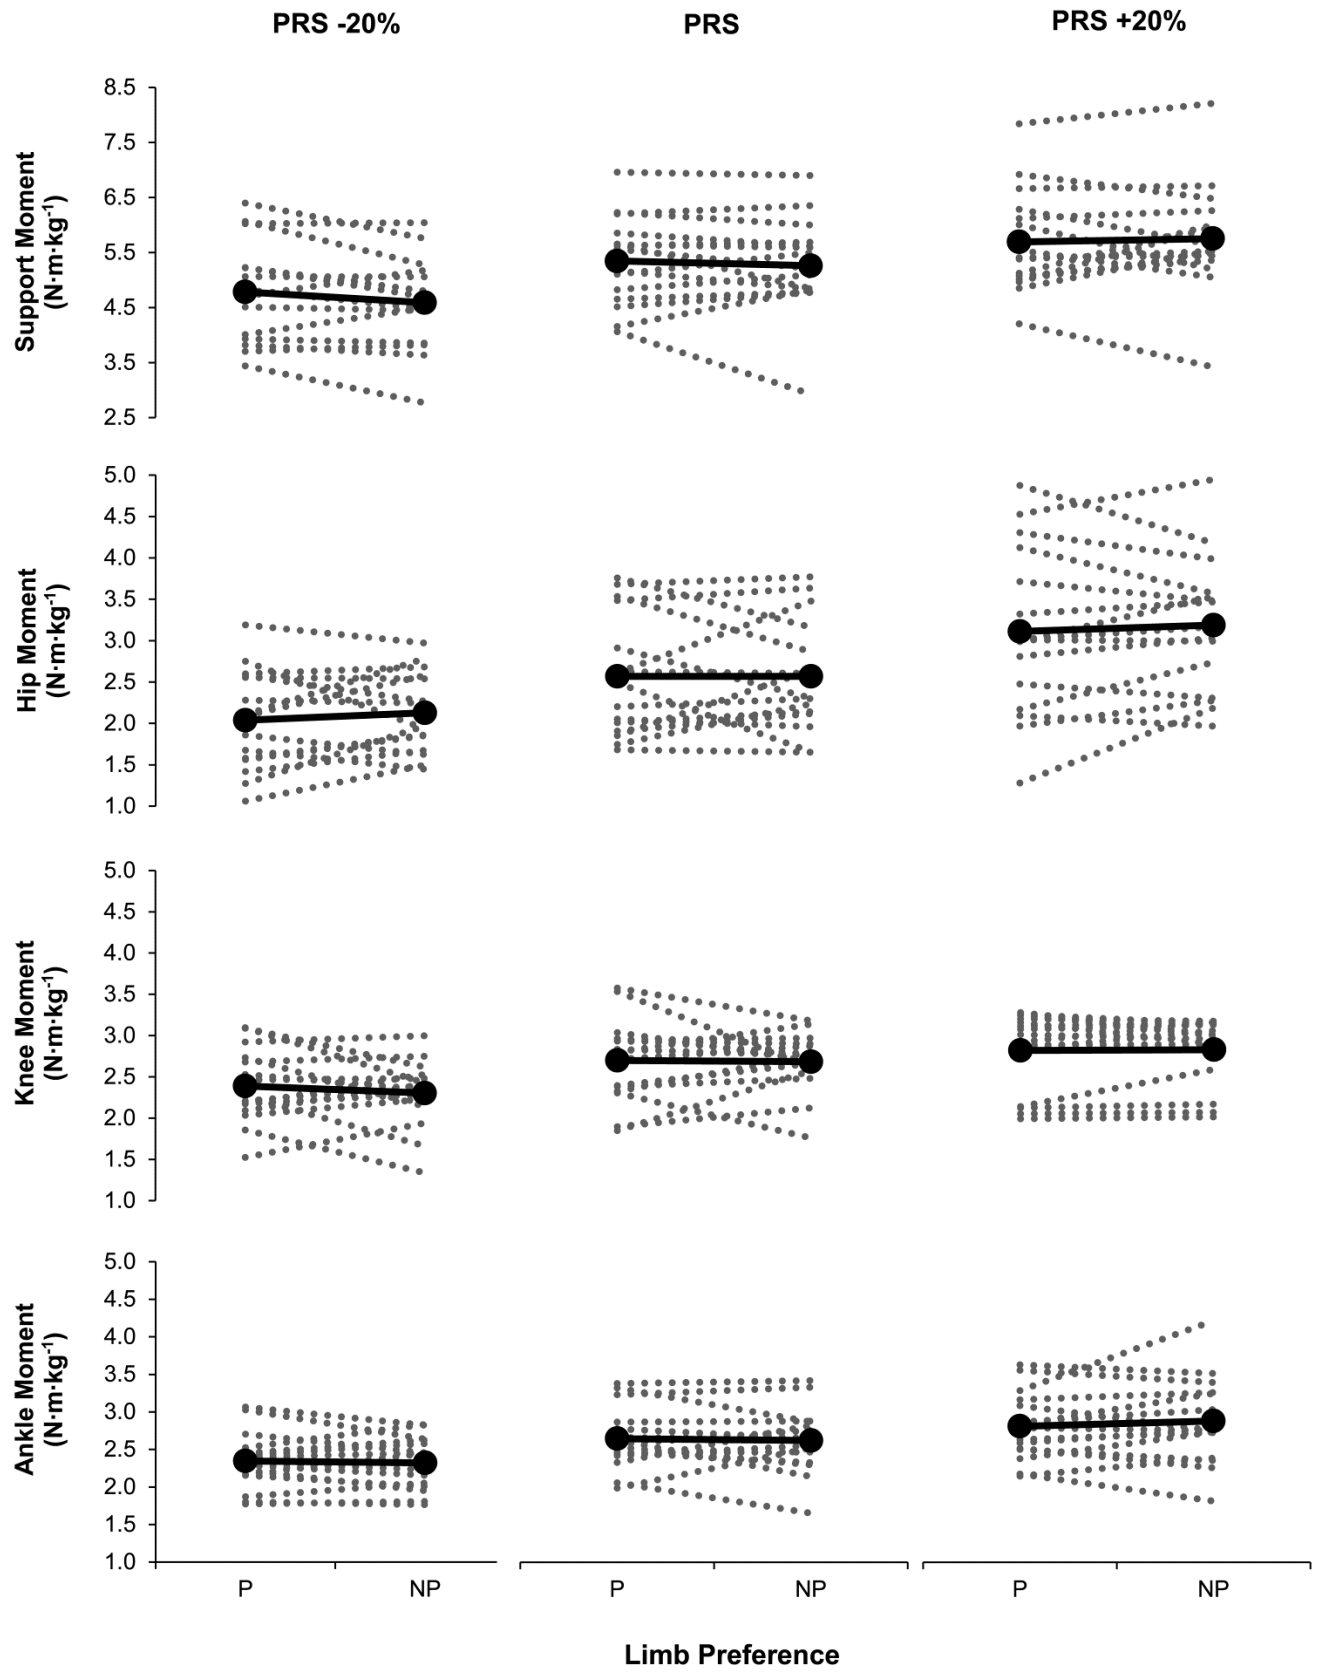 PRS -20%
PRS
PRS +20%
Support Moment
(N·m·kg⁻¹)
8.5
7.5
6.5
5.5
4.5
3.5
2.5
Hip Moment
(N·m·kg⁻¹)
5.0
4.5
4.0
3.5
3.0
2.5
2.0
1.5
1.0
Knee Moment
(N·m·kg⁻¹)
5.0
4.5
4.0
3.5
3.0
2.5
2.0
1.5
1.0
Ankle Moment
(N·m·kg⁻¹)
5.0
4.5
4.0
3.5
3.0
2.5
2.0
1.5
1.0
P NP P NP P NP
Limb Preference